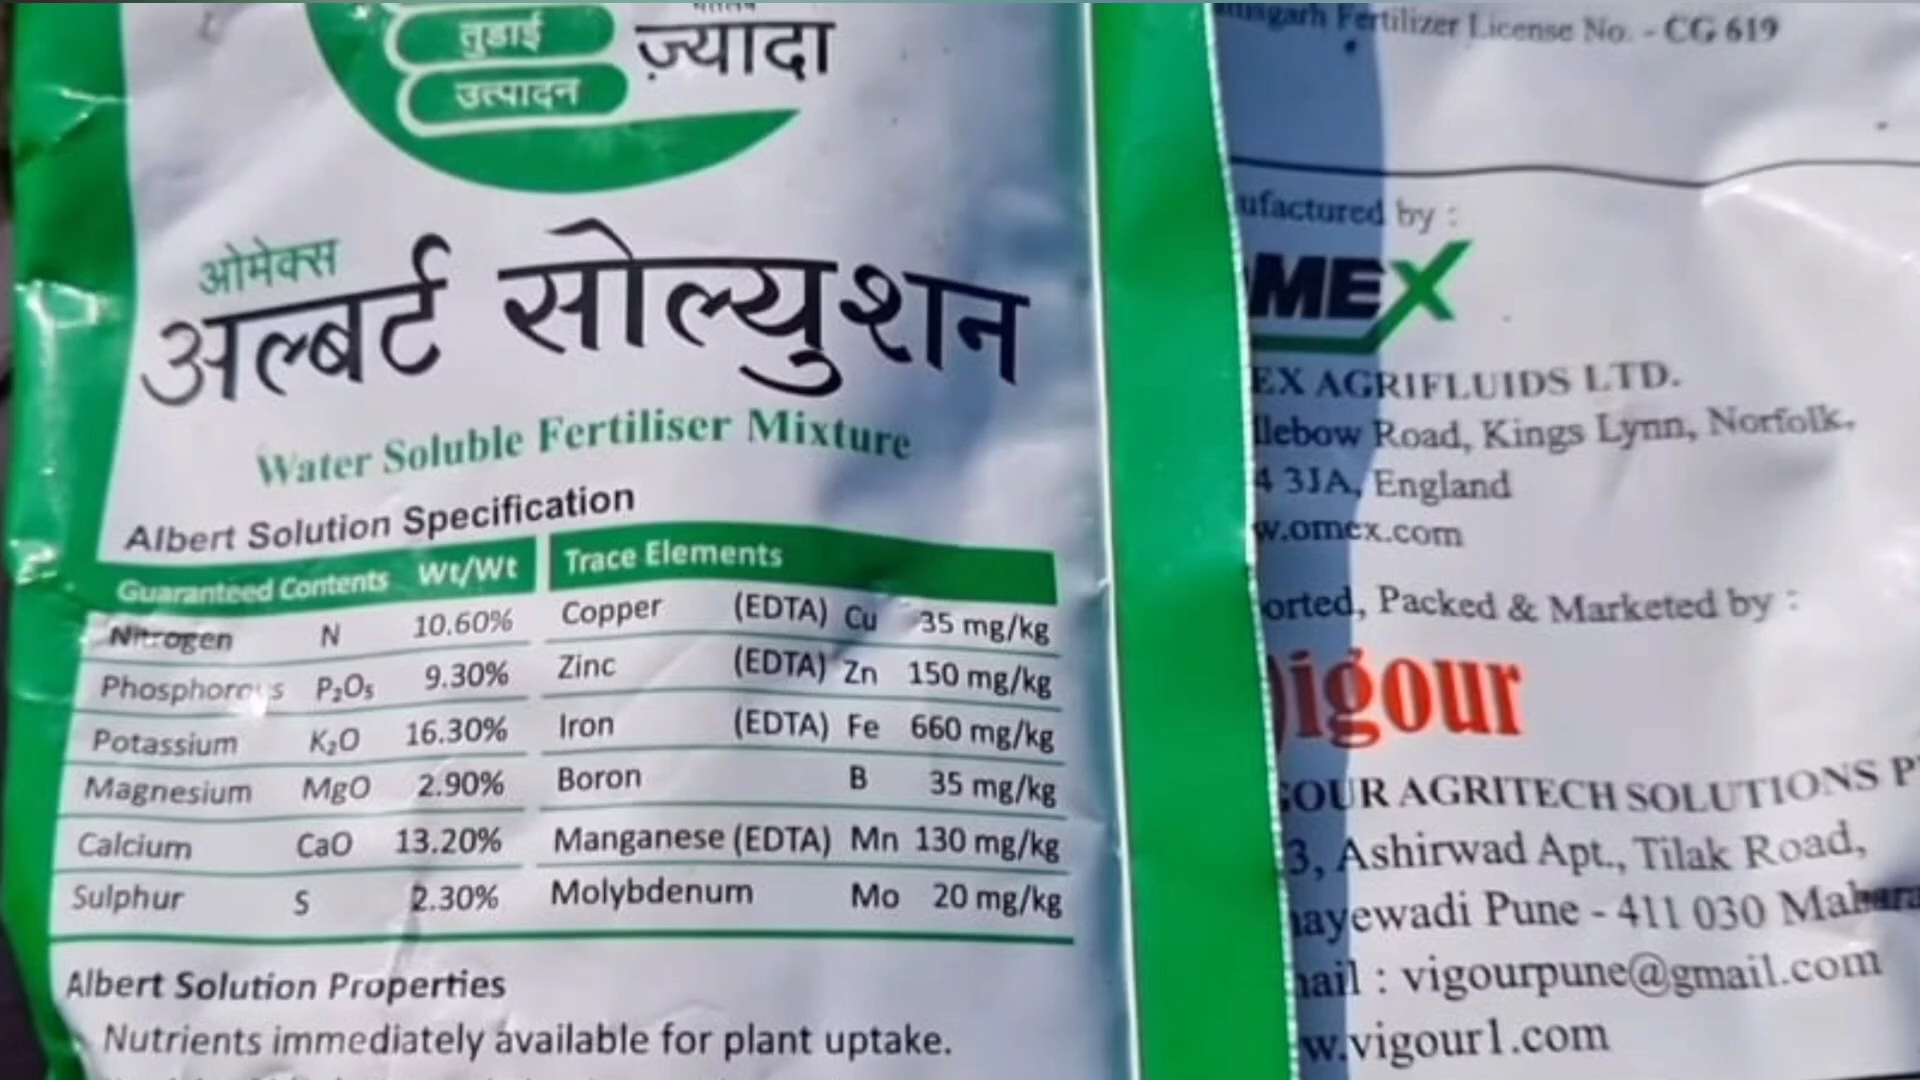 तुडाई
उत्पादन
ज़्यादा
ओमेक्स
अल्बर्ट सोल्युशन
Water Soluble Fertiliser Mixture
Albert Solution Specification
Guaranteed Contents Wt/Wt
Nitrogen N 10.60%
Phosphorous P₂O₅ 9.30%
Potassium K₂O 16.30%
Magnesium MgO 2.90%
Calcium CaO 13.20%
Sulphur S 2.30%
Trace Elements
Copper (EDTA) Cu 35 mg/kg
Zinc (EDTA) Zn 150 mg/kg
Iron (EDTA) Fe 660 mg/kg
Boron B 35 mg/kg
Manganese (EDTA) Mn 130 mg/kg
Molybdenum Mo 20 mg/kg
Albert Solution Properties
Nutrients immediately available for plant uptake.
Fertilizer License No. - CG 619
ufactured by :
OMEX
EX AGRIFLUIDS LTD.
llebow Road, Kings Lynn, Norfolk,
4 3JA, England
w.omex.com
orted, Packed & Marketed by :
igour
GOUR AGRITECH SOLUTIONS P
3, Ashirwad Apt., Tilak Road,
ayewadi Pune - 411 030 Mahara
ail : vigourpune@gmail.com
w.vigour1.com